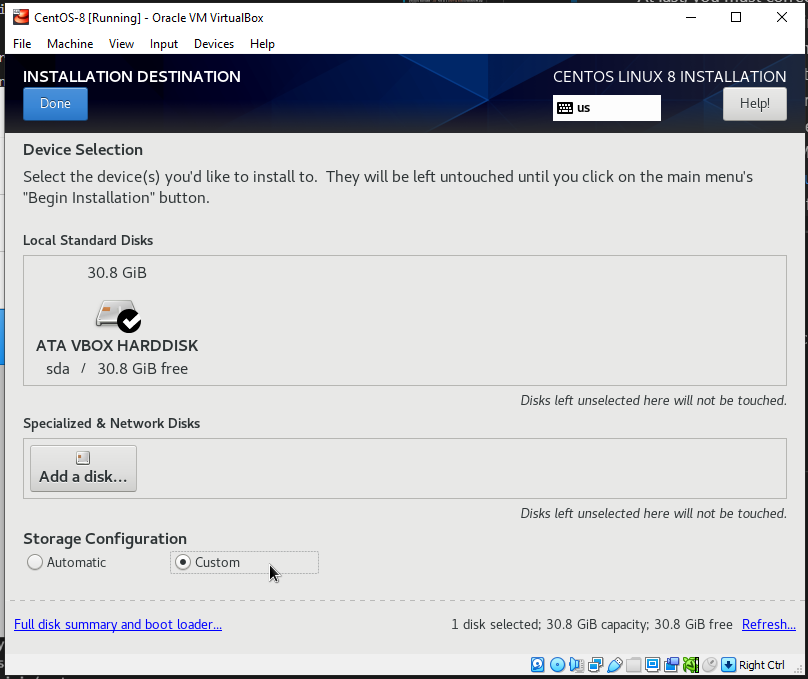 CentOS-8 [Running] - Oracle VM VirtualBox
File Machine View Input Devices Help
INSTALLATION DESTINATION
CENTOS LINUX 8 INSTALLATION
Done
us
Help!
Device Selection
Select the device(s) you'd like to install to. They will be left untouched until you click on the main menu's
"Begin Installation" button.
Local Standard Disks
30.8 GiB
ATA VBOX HARDDISK
sda / 30.8 GiB free
Disks left unselected here will not be touched.
Specialized & Network Disks
Add a disk...
Disks left unselected here will not be touched.
Storage Configuration
Automatic
Custom
Full disk summary and boot loader...
1 disk selected; 30.8 GiB capacity; 30.8 GiB free
Refresh...
Right Ctrl